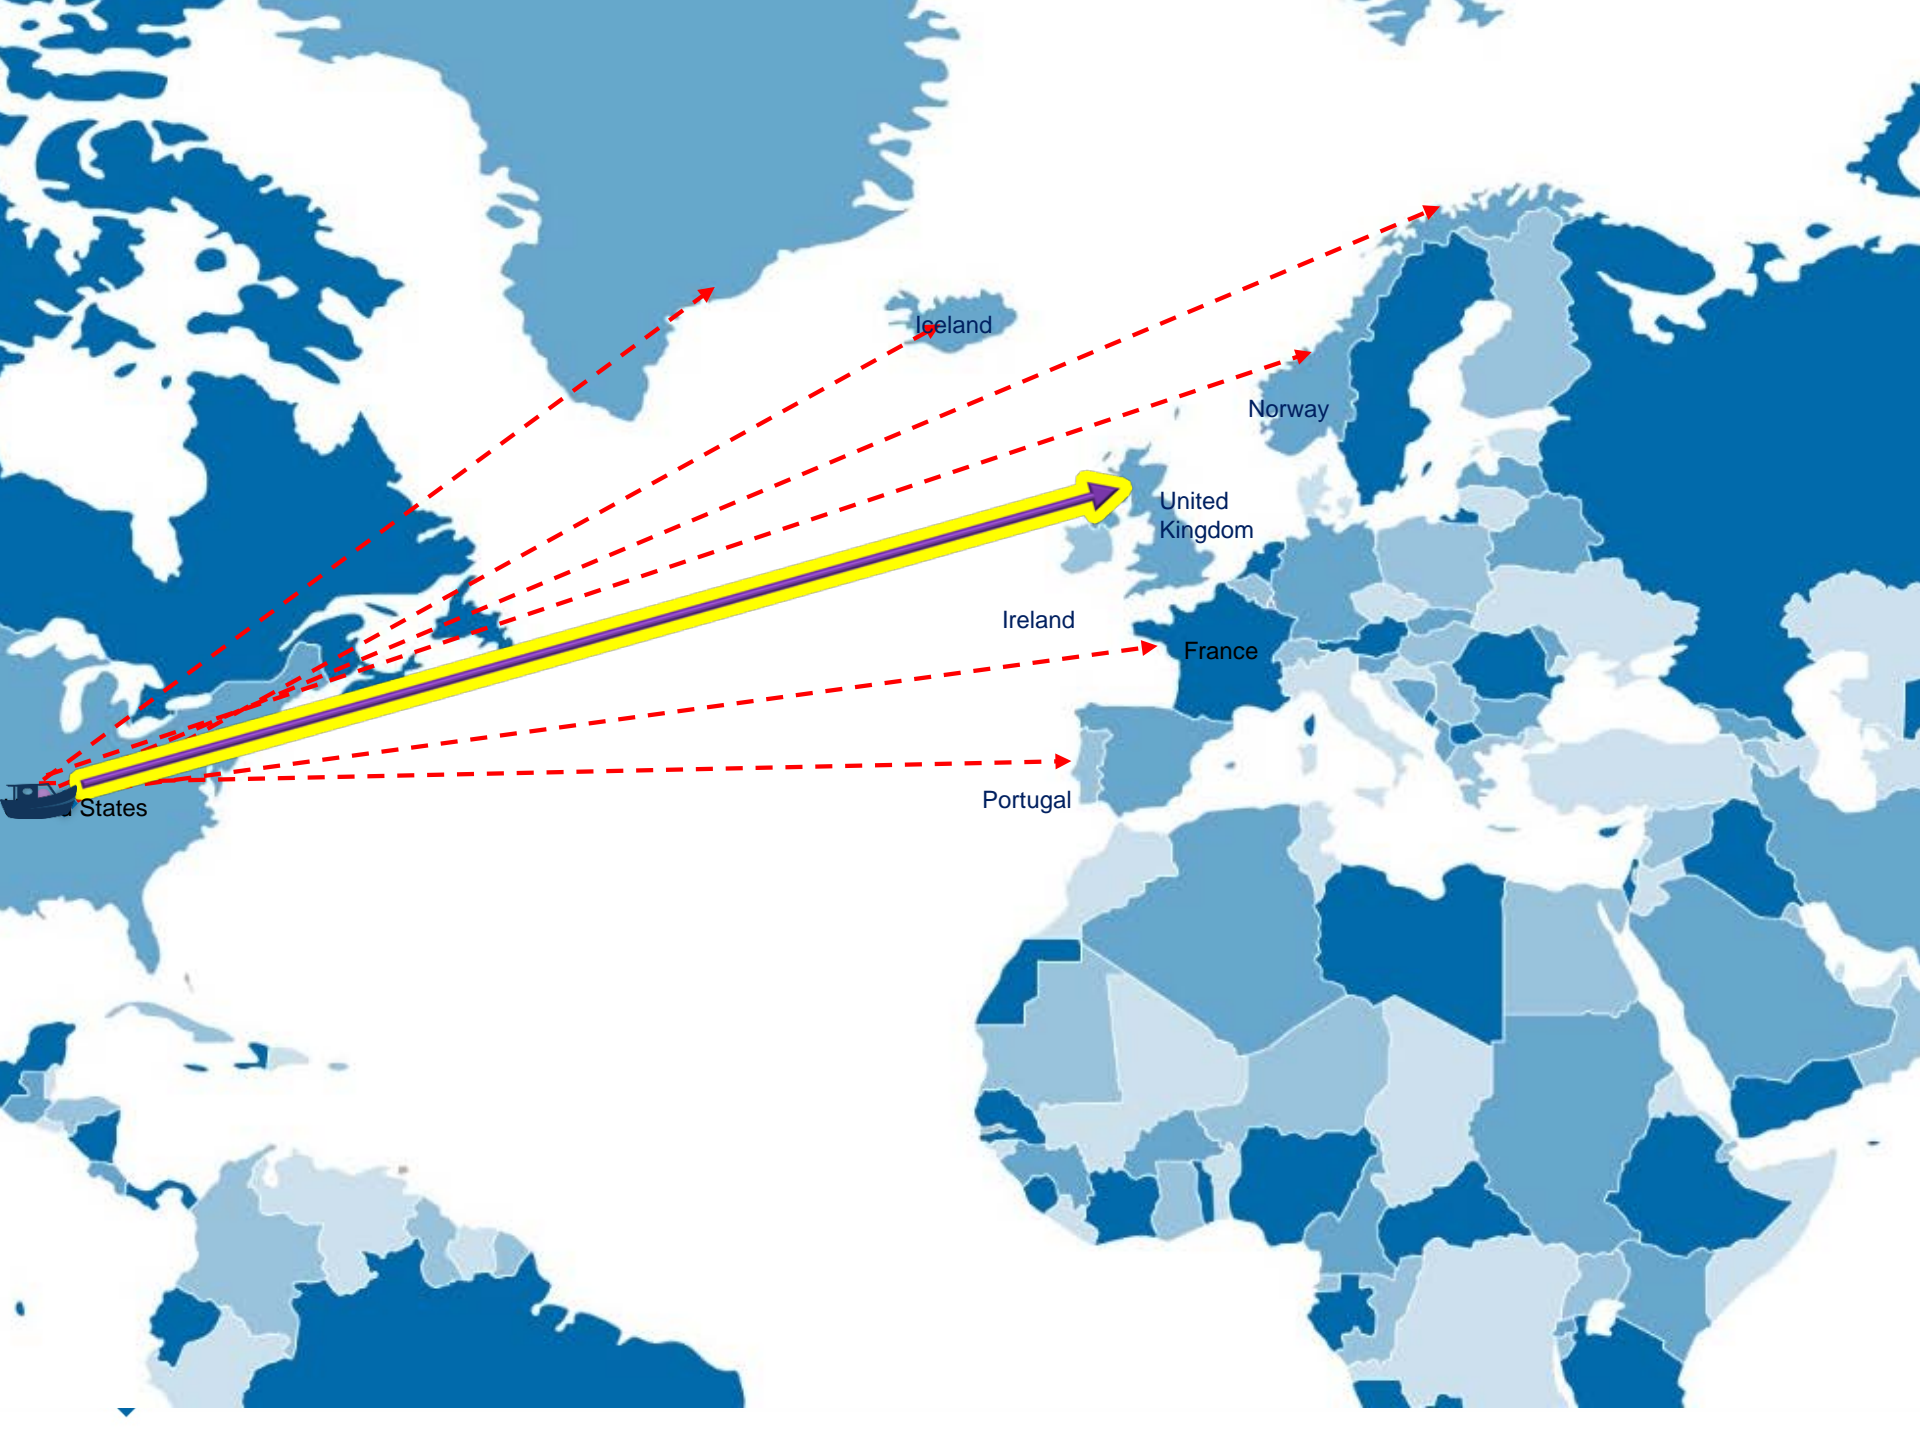 Iceland
Norway
United
Kingdom
Ireland
France
Portugal
States